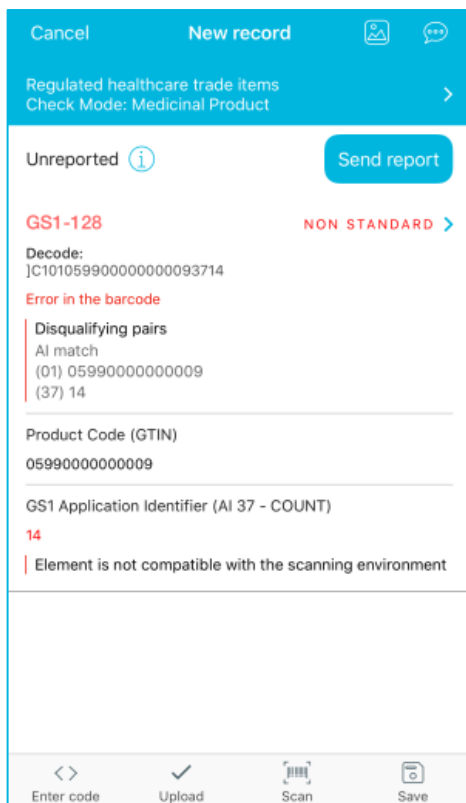 Cancel New record
Regulated healthcare trade items
Check Mode: Medicinal Product
Unreported i Send report
GS1-128 NON STANDARD
Decode:
]C101059900000000093714
Error in the barcode
Disqualifying pairs
AI match
(01) 05990000000009
(37) 14
Product Code (GTIN)
05990000000009
GS1 Application Identifier (AI 37 - COUNT)
14
Element is not compatible with the scanning environment
Enter code Upload Scan Save